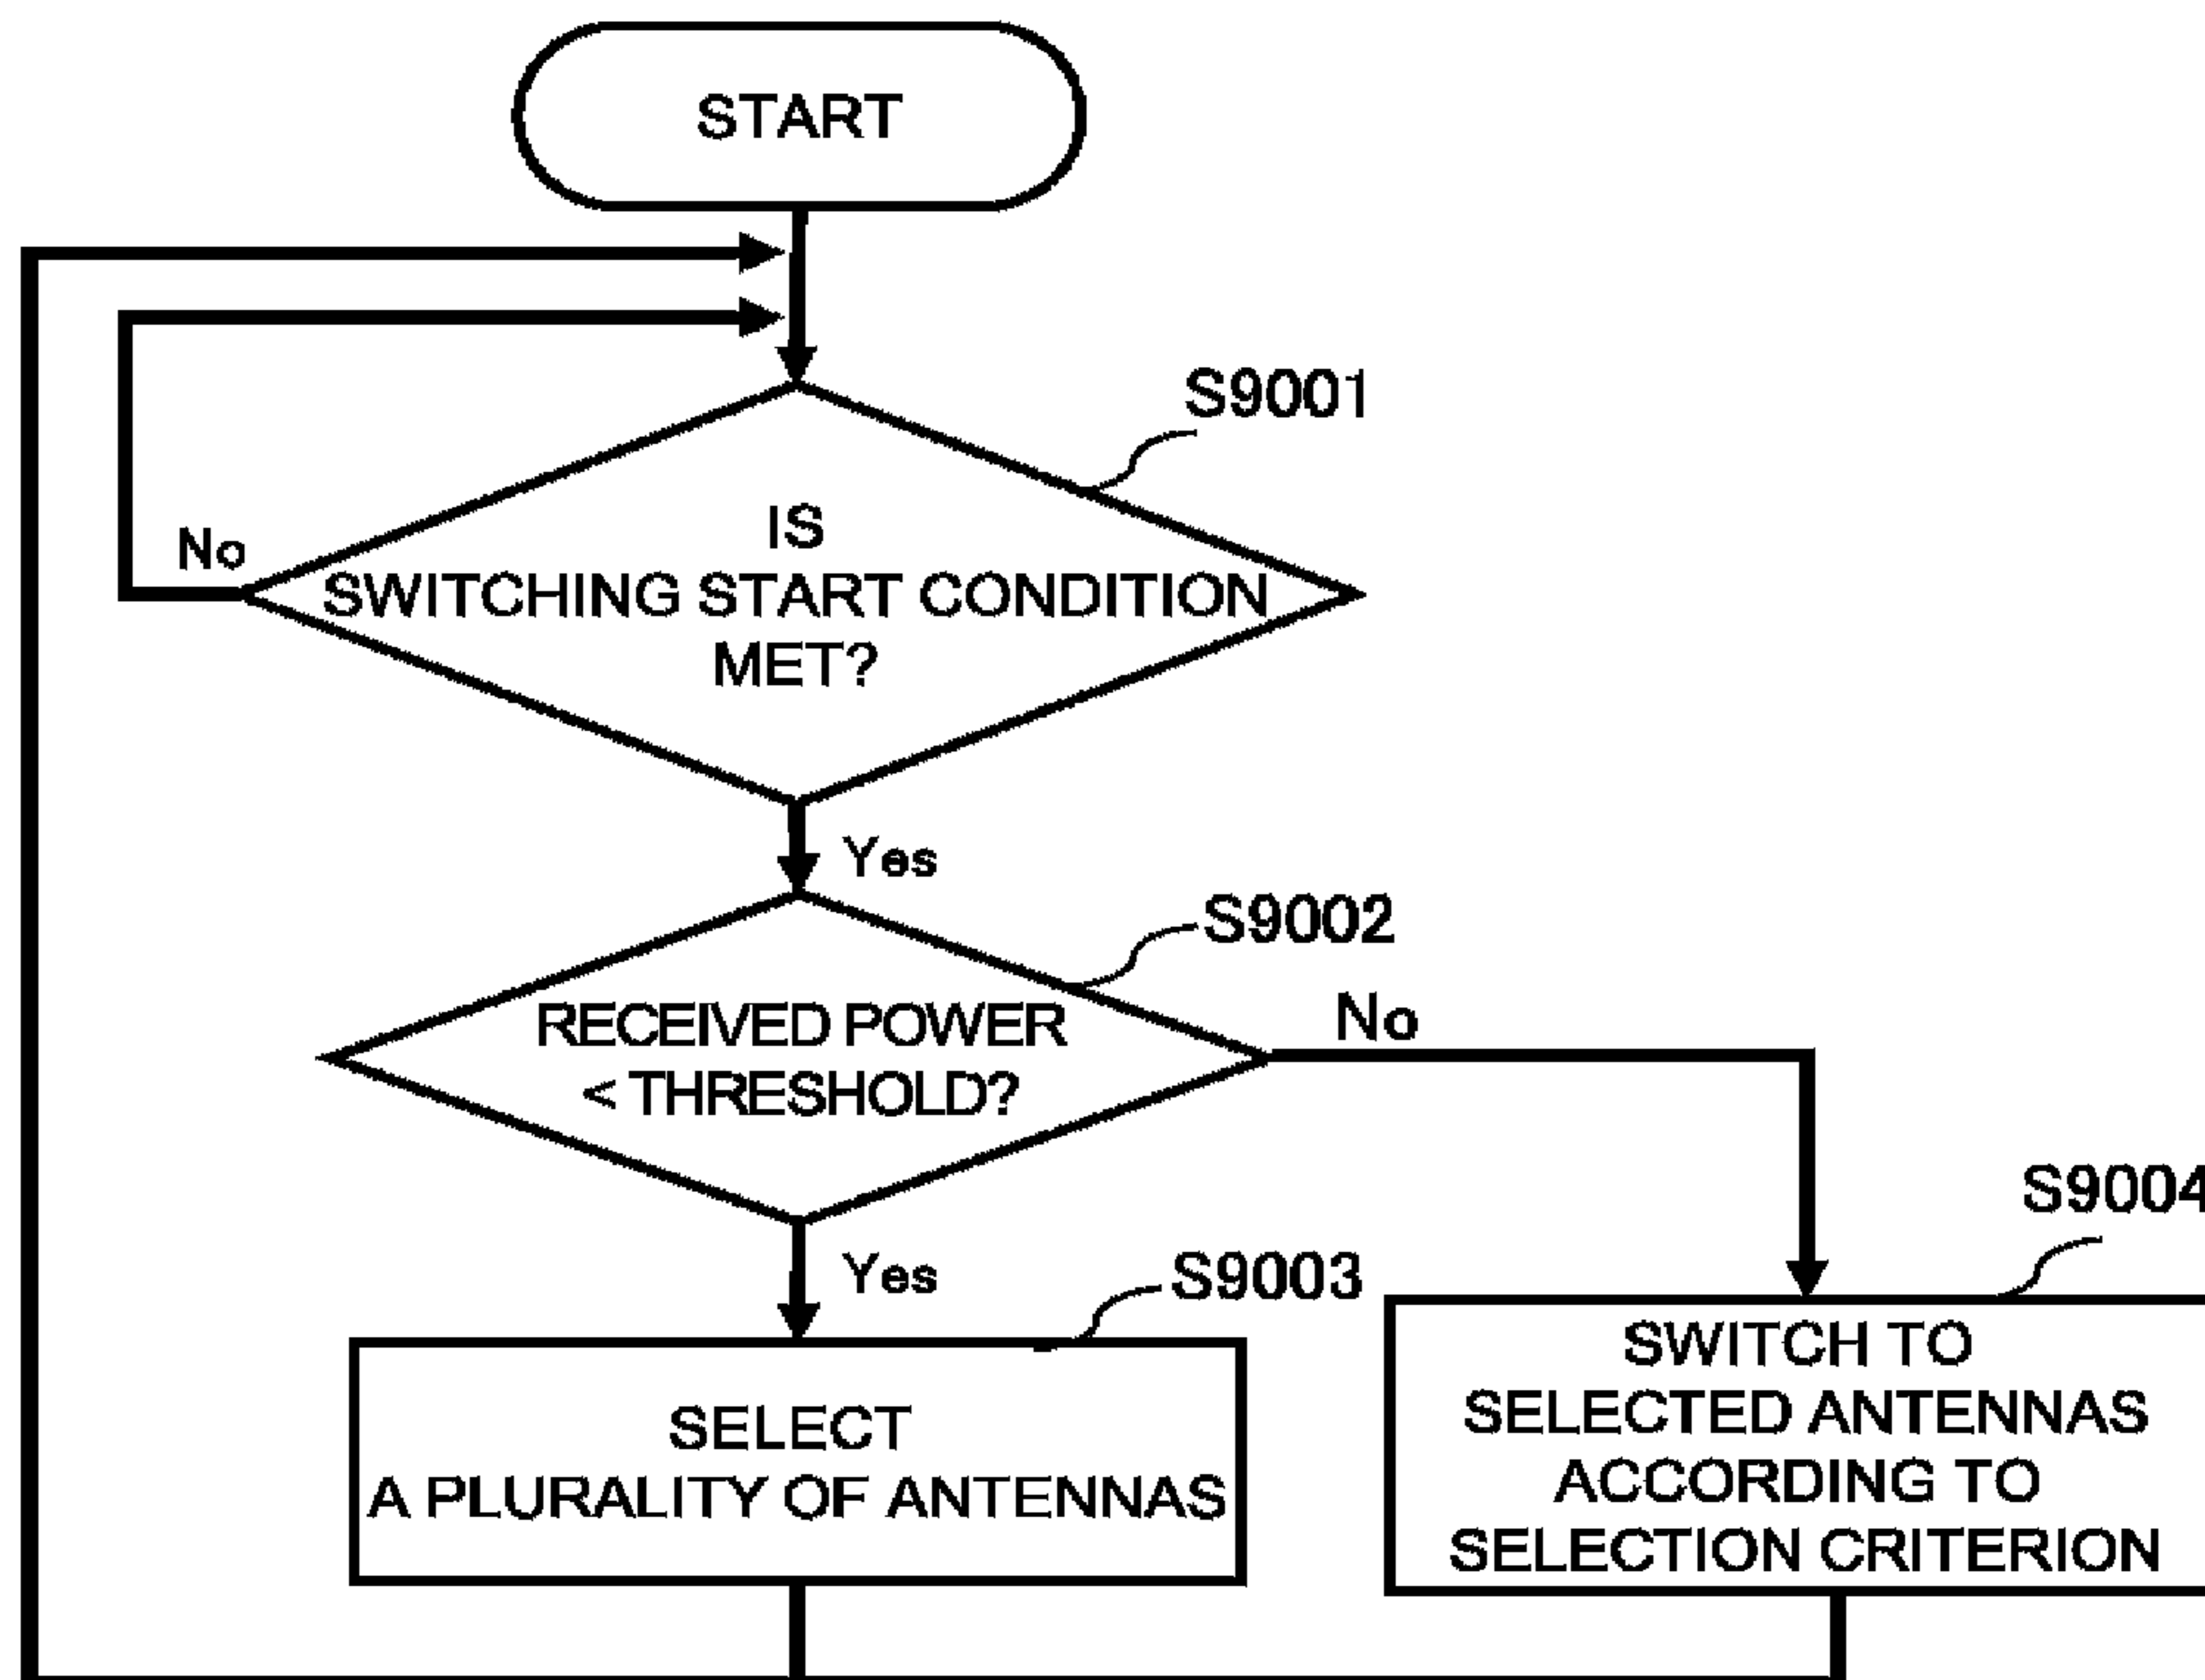 START
S9001
No
IS
SWITCHING START CONDITION
MET?
Yes
S9002
RECEIVED POWER
< THRESHOLD?
No
S9004
Yes
S9003
SELECT
A PLURALITY OF ANTENNAS
SWITCH TO
SELECTED ANTENNAS
ACCORDING TO
SELECTION CRITERION